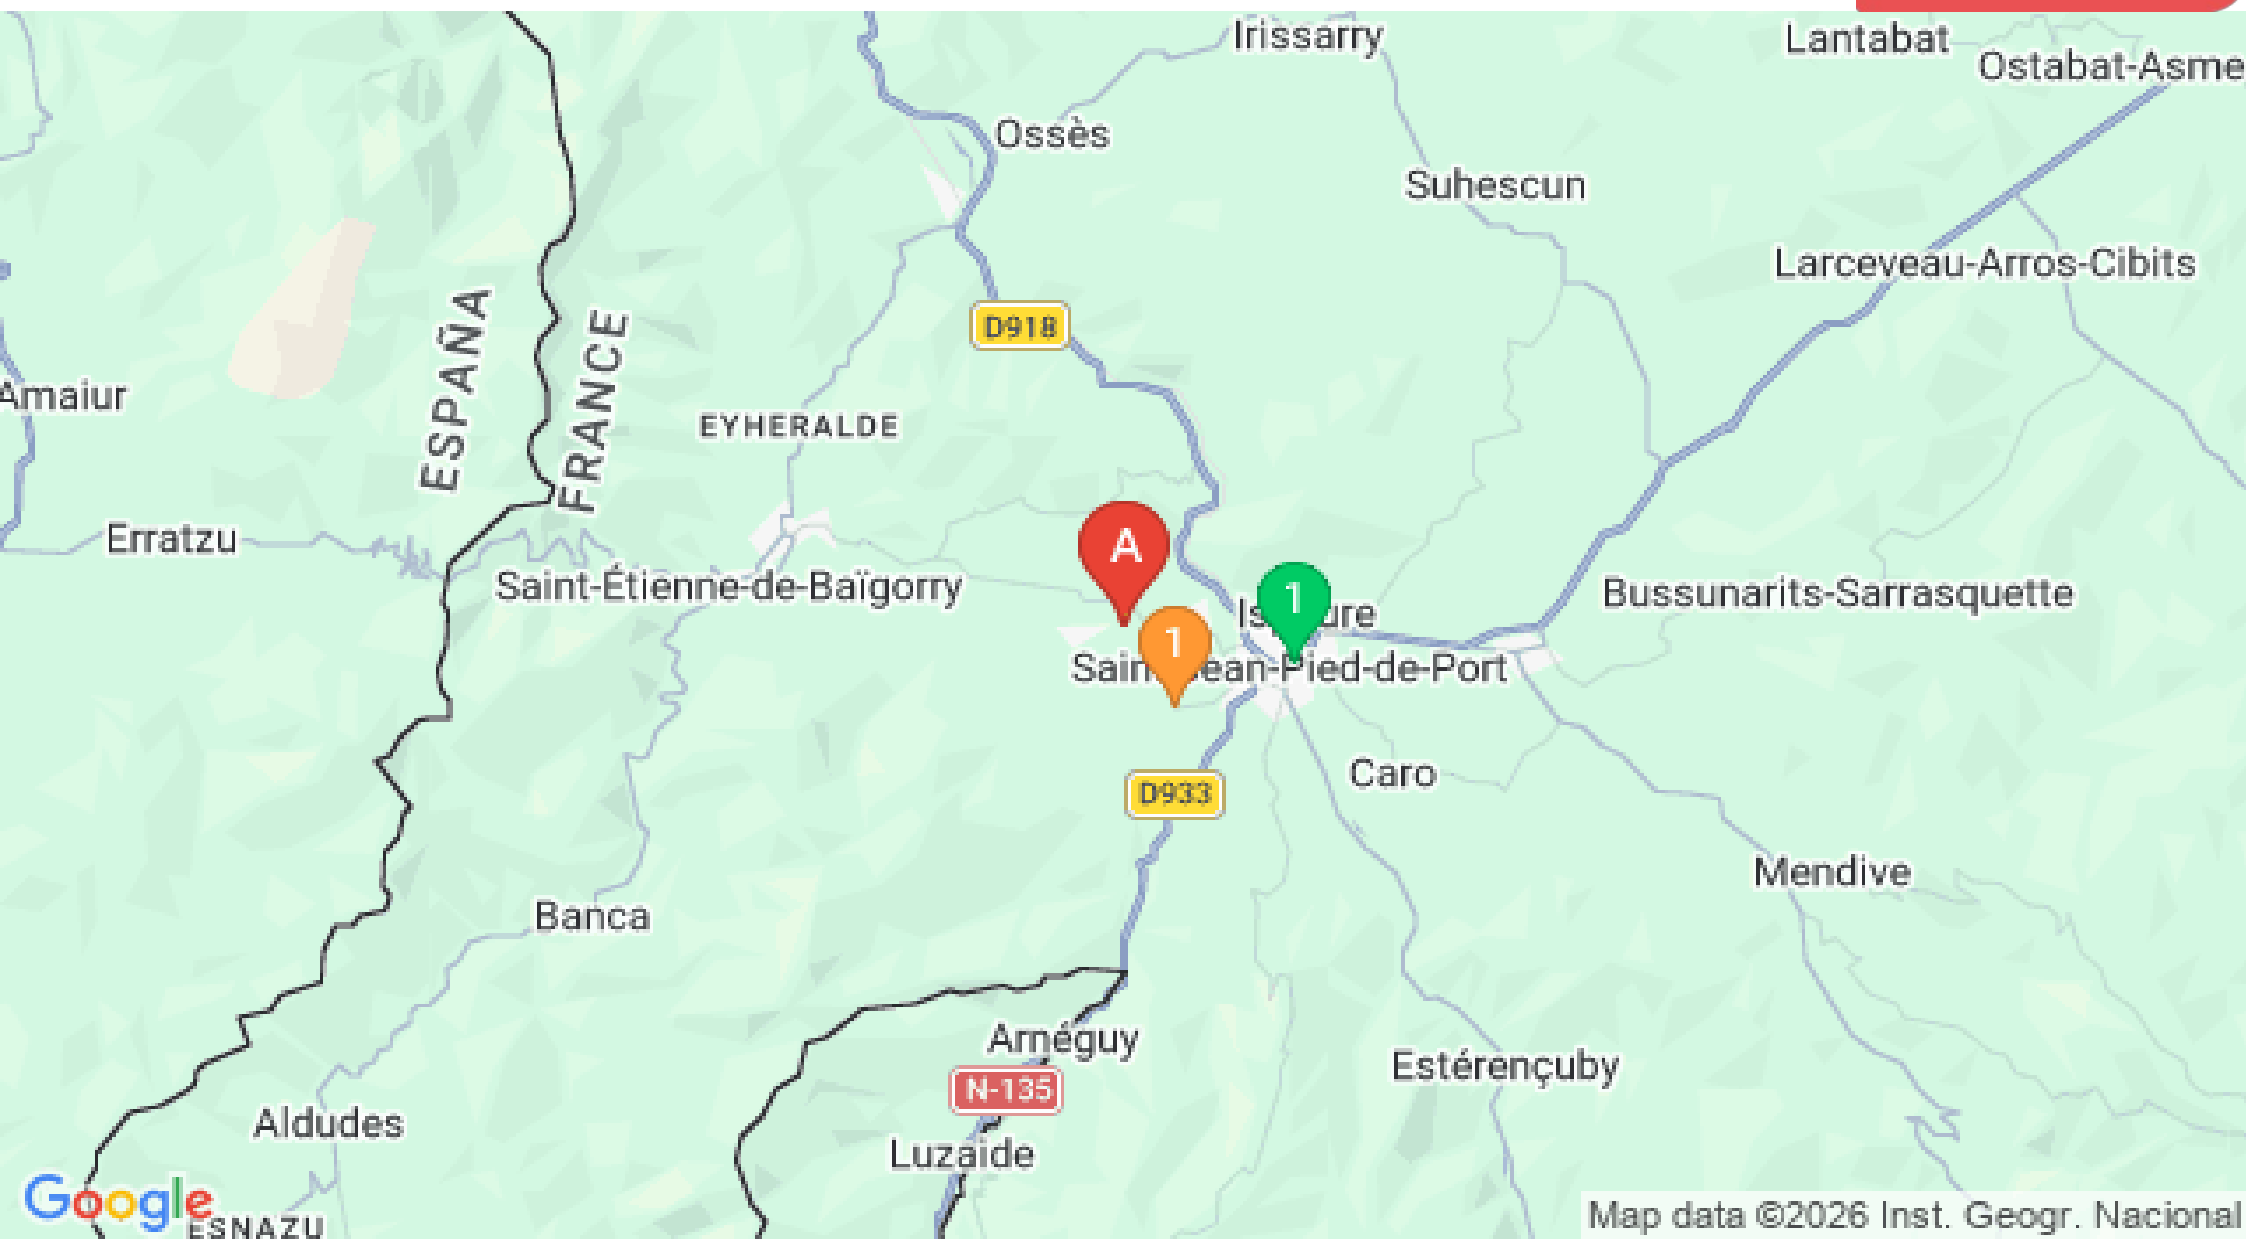 Irissarry
Lantabat
Ostabat-Asme
Ossès
Suhescun
Larceveau-Arros-Cibits
ESPAÑA
FRANCE
D918
Amaiur
EYHERALDE
Erratzu
A
Saint-Étienne-de-Baïgorry
1
Bussunarits-Sarrasquette
1
Caro
D933
Mendive
Banca
Arnéguy
Estérençuby
N-135
Aldudes
Luzaide
Google
ESNAZU
Map data ©2026 Inst. Geogr. Nacional